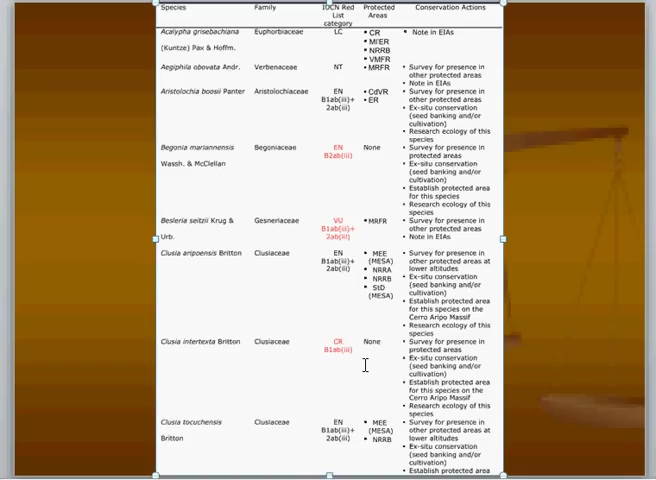 Species Family IUCN Red List category Protected Areas Conservation Actions
Acalypha grisebachiana Euphorbiaceae LC • CR • Note in EIAs
• MFER
(Kuntze) Pax & Hoffm. • NRRB
• VMFR
Aegiphila obovata Andr. Verbenaceae NT • MRFR • Survey for presence in
other protected areas
• Note in EIAs
Aristolochia boosii Panter Aristolochiaceae EN • CdVR • Survey for presence in
B1ab(iii)+ • ER other protected areas
2ab(iii) • Ex-situ conservation
(seed banking and/or
cultivation)
• Research ecology of this
species
Begonia mariannensis Begoniaceae EN None • Survey for presence in
B2ab(iii) protected areas
Wassh. & McClellan • Ex-situ conservation
(seed banking and/or
cultivation)
• Establish protected area
for this species
• Research ecology of this
species
Besleria seitzii Krug & Gesneriaceae VU • MRFR • Survey for presence in
B1ab(iii)+ other protected areas
Urb. 2ab(iii) • Note in EIAs
Clusia aripoensis Britton Clusiaceae EN • MEE • Survey for presence in
B1ab(iii)+ (MESA) other protected areas at
2ab(iii) • NRRA lower altitudes
• NRRB • Ex-situ conservation
• StD (seed banking and/or
(MESA) cultivation)
• Establish protected area
for this species on the
Cerro Aripo Massif
• Research ecology of this
species
Clusia intertexta Britton Clusiaceae CR None • Survey for presence in
B1ab(iii) protected areas
• Ex-situ conservation
(seed banking and/or
cultivation)
• Establish protected area
for this species on the
Cerro Aripo Massif
• Research ecology of this
species
Clusia tocuchensis Clusiaceae EN • MEE • Survey for presence in
B1ab(iii)+ (MESA) other protected areas at
Britton 2ab(iii) • NRRB lower altitudes
• Ex-situ conservation
(seed banking and/or
cultivation)
• Establish protected area